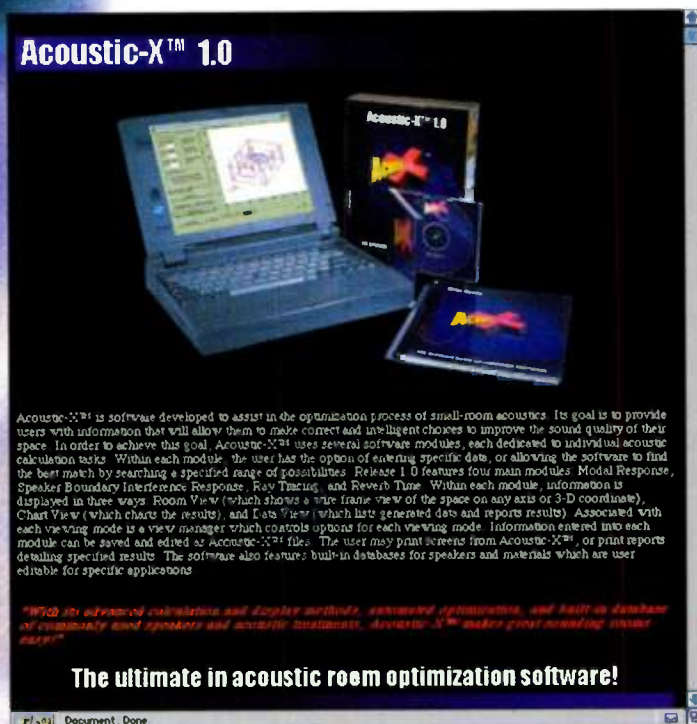 Acoustic-X™ 1.0
Acoustic-X™ 1.0
Acoustic-X™ is software developed to assist in the optimization process of small-room acoustics. Its goal is to provide
users with information that will allow them to make correct and intelligent choices to improve the sound quality of their
space. In order to achieve this goal, Acoustic-X™ uses several software modules, each dedicated to individual acoustic
calculation tasks. Within each module, the user has the option of entering specific data, or allowing the software to find
the best match by searching a specified range of possibilities. Release 1.0 features four main modules: Modal Response,
Speaker Boundary Interference Response, Ray Tracing, and Reverb Time. Within each module, information is
displayed in three ways: Room View (which shows a wire frame view of the space on any axis or 3-D coordinate),
Chart View (which charts the results), and Data View (which lists generated data and reports results). Associated with
each viewing mode is a view manager which controls options for each viewing mode. Information entered into each
module can be saved and edited as Acoustic-X™ files. The user may print screens from Acoustic-X™, or print reports
detailing specified results. The software also features built-in databases for speakers and materials which are user
editable for specific applications.
"With its advanced calculation and display methods, automated optimization, and built-in database
of commonly used speakers and acoustic treatments, Acoustic-X™ makes great sounding rooms
easy!"
The ultimate in acoustic room optimization software!
Document: Done